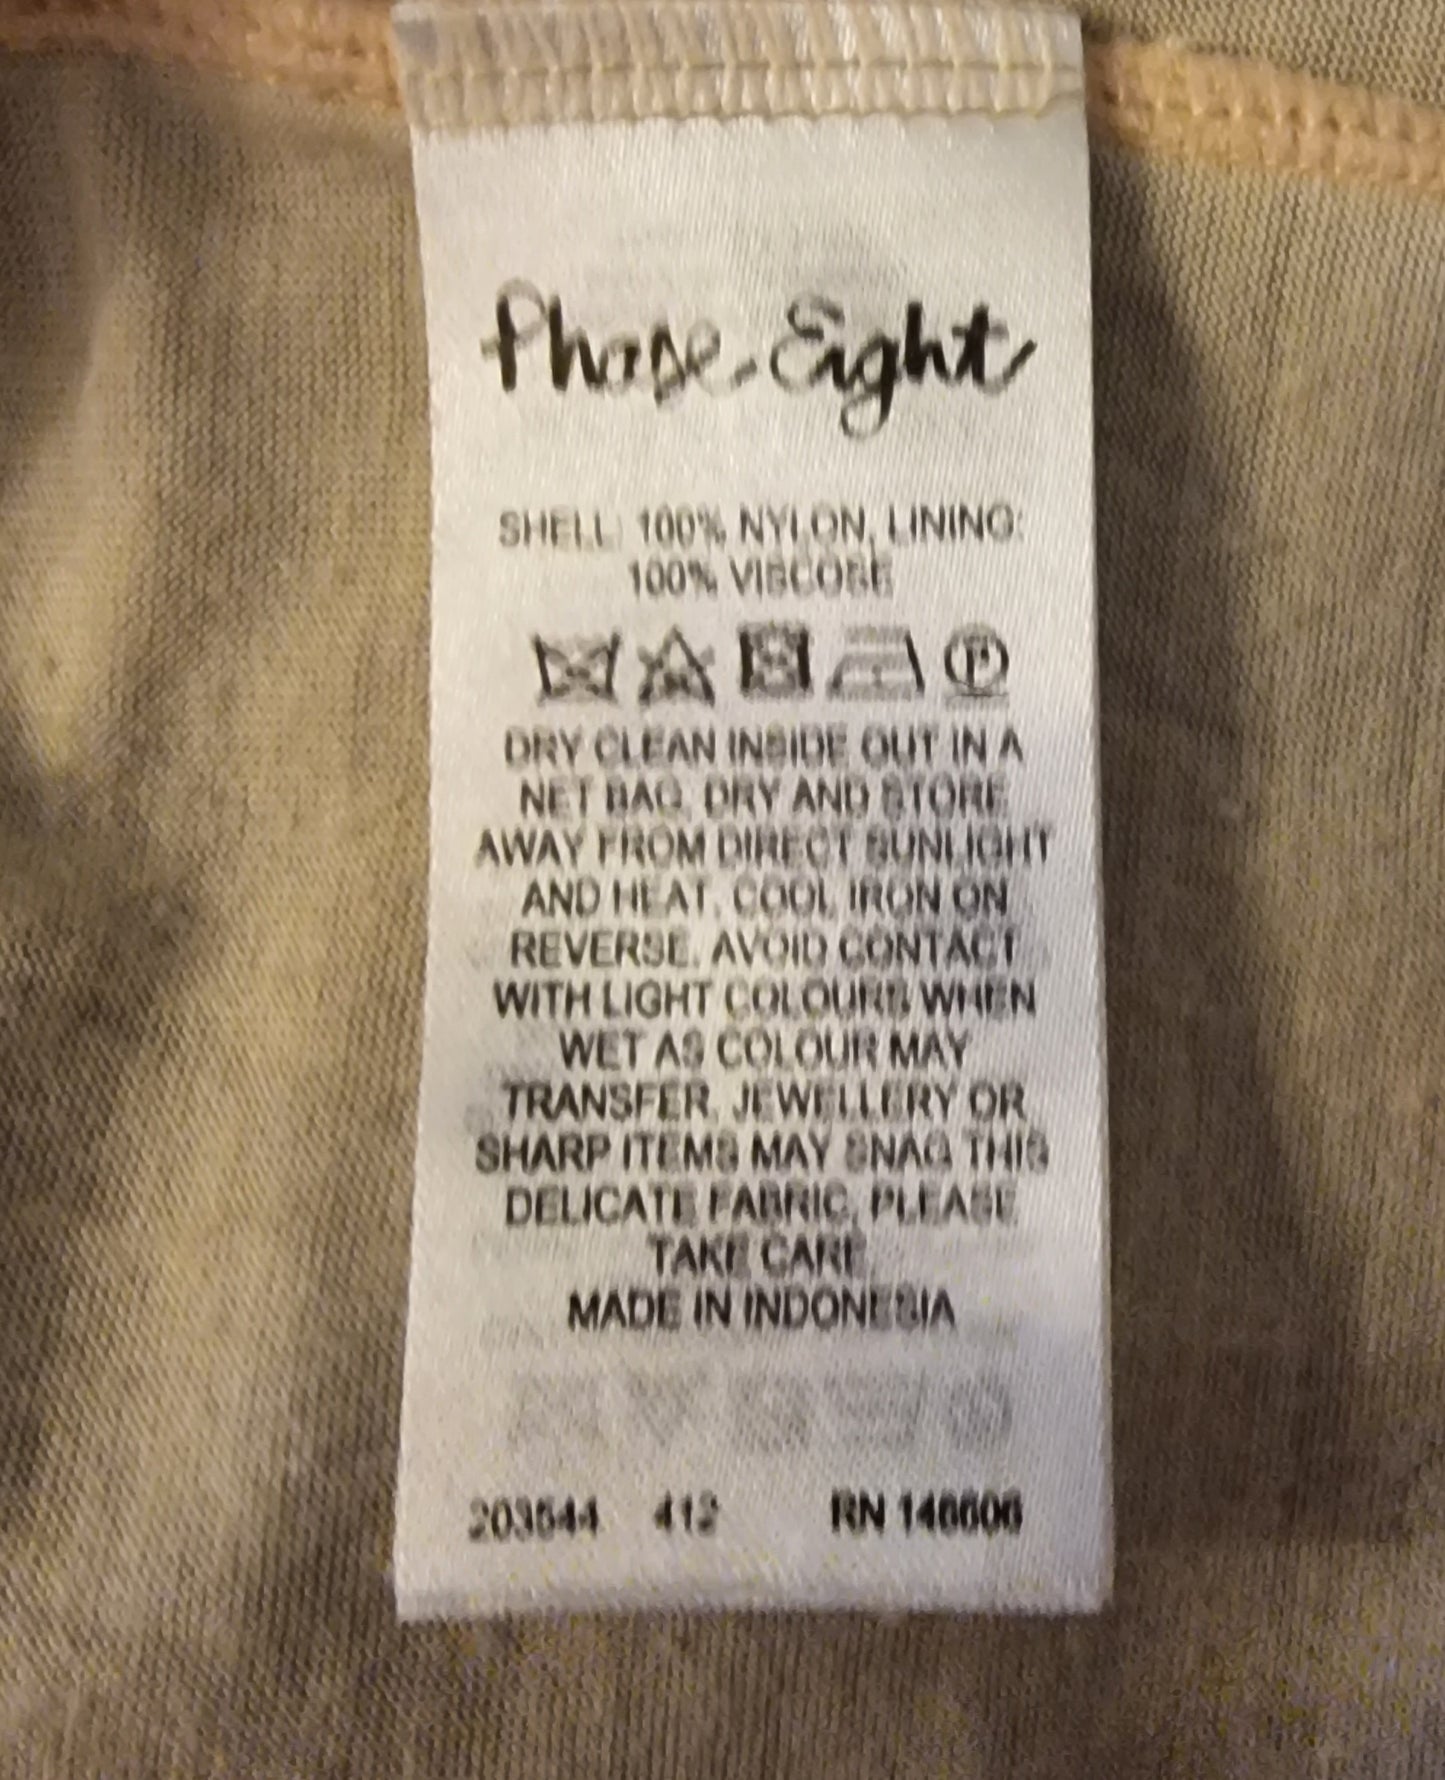 Phase Eight
SHELL: 100% NYLON, LINING:
100% VISCOSE
P
DRY CLEAN INSIDE OUT IN A
NET BAG, DRY AND STORE
AWAY FROM DIRECT SUNLIGHT
AND HEAT, COOL IRON ON
REVERSE. AVOID CONTACT
WITH LIGHT COLOURS WHEN
WET AS COLOUR MAY
TRANSFER, JEWELLERY OR
SHARP ITEMS MAY SNAG THIS
DELICATE FABRIC, PLEASE
TAKE CARE
MADE IN INDONESIA
412 RN